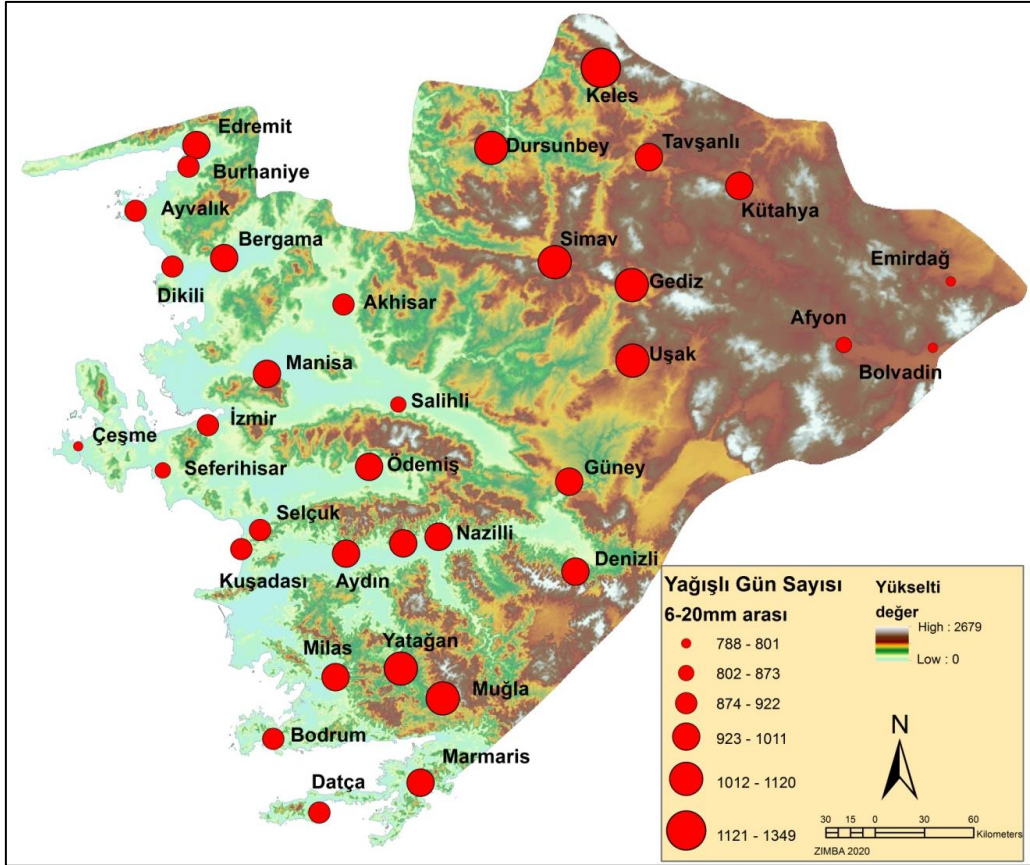 Keles
Edremit
Dursunbey
Tavşanlı
Burhaniye
Kütahya
Ayvalık
Bergama
Simav
Emirdağ
Gediz
Dikili
Akhisar
Afyon
Bolvadin
Uşak
Manisa
Salihli
İzmir
Çeşme
Seferihisar
Ödemiş
Güney
Selçuk
Nazilli
Kuşadası
Aydın
Denizli
Milas
Yatağan
Muğla
Bodrum
Marmaris
Datça
Yağışlı Gün Sayısı
6-20mm arası
788 - 801
802 - 873
874 - 922
923 - 1011
1012 - 1120
1121 - 1349
Yükselti
değer
High : 2679
Low : 0
N
30 15 0 30 60
Kilometers
ZIMBA 2020